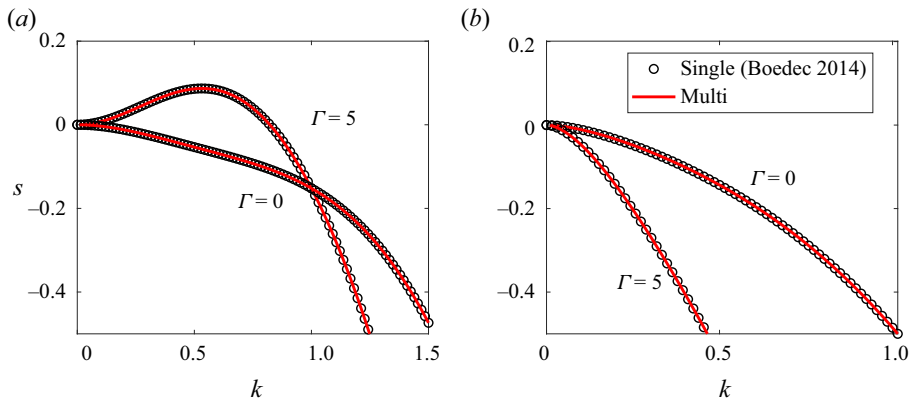 (a)
0.2
0
−0.2
−0.4
s
Γ = 5
Γ = 0
0 0.5 1.0 1.5
k
(b)
0.2
0
−0.2
−0.4
Single (Boedec 2014)
Multi
Γ = 0
Γ = 5
0 0.5 1.0
k